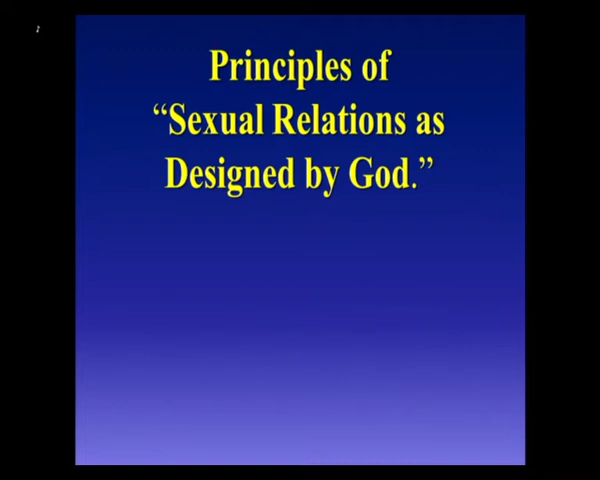 Principles of
“Sexual Relations as
Designed by God.”